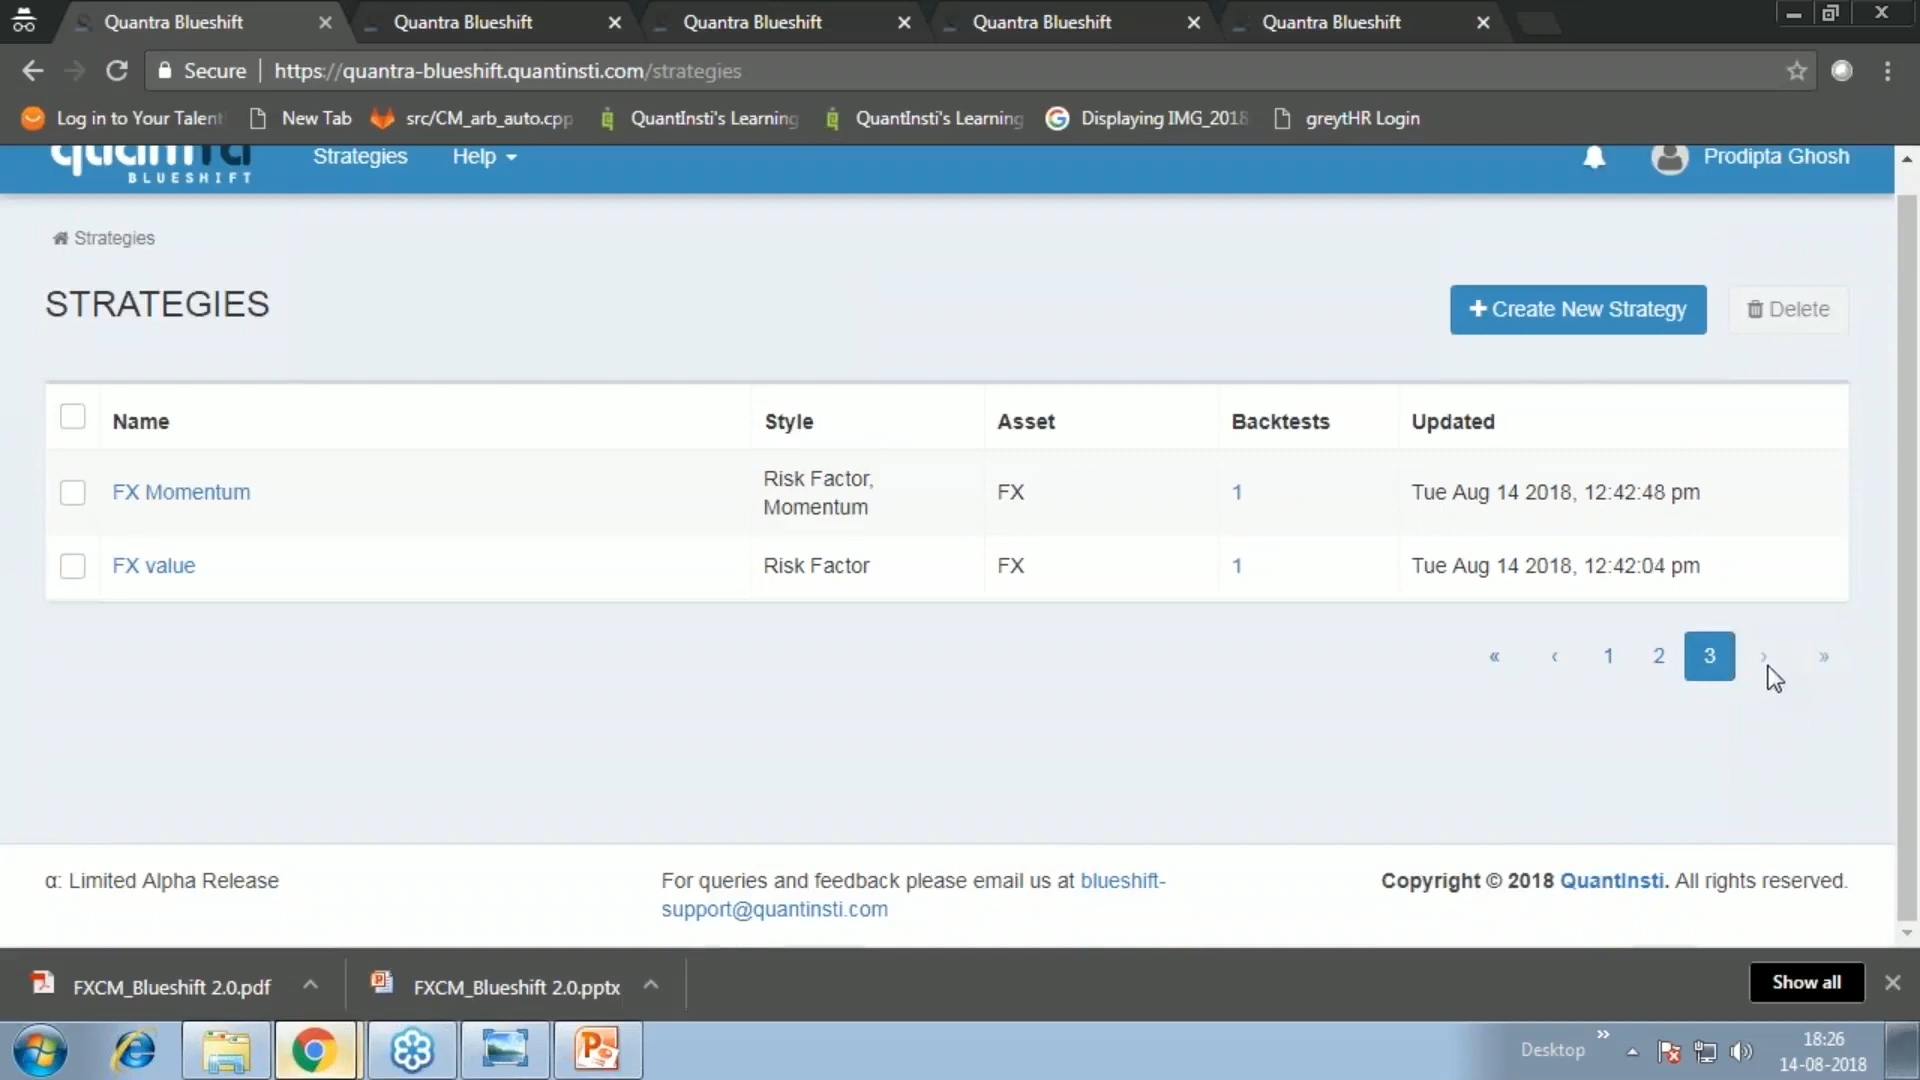 Quantra Blueshift
Quantra Blueshift
Quantra Blueshift
Quantra Blueshift
Quantra Blueshift
Secure
https://quantra-blueshift.quantinsti.com/strategies
Log in to Your Talent
New Tab
src/CM_arb_auto.cpp
QuantInsti's Learning
QuantInsti's Learning
Displaying IMG_2018
greytHR Login
quantra
BLUESHIFT
Strategies
Help
Prodipta Ghosh
Strategies
STRATEGIES
+ Create New Strategy
Delete
Name Style Asset Backtests Updated
FX Momentum Risk Factor, Momentum FX 1 Tue Aug 14 2018, 12:42:48 pm
FX value Risk Factor FX 1 Tue Aug 14 2018, 12:42:04 pm
« ‹ 1 2 3 › »
α: Limited Alpha Release
For queries and feedback please email us at blueshift-
support@quantinsti.com
Copyright © 2018 QuantInsti. All rights reserved.
FXCM_Blueshift 2.0.pdf
FXCM_Blueshift 2.0.pptx
Show all
Desktop
18:26
14-08-2018